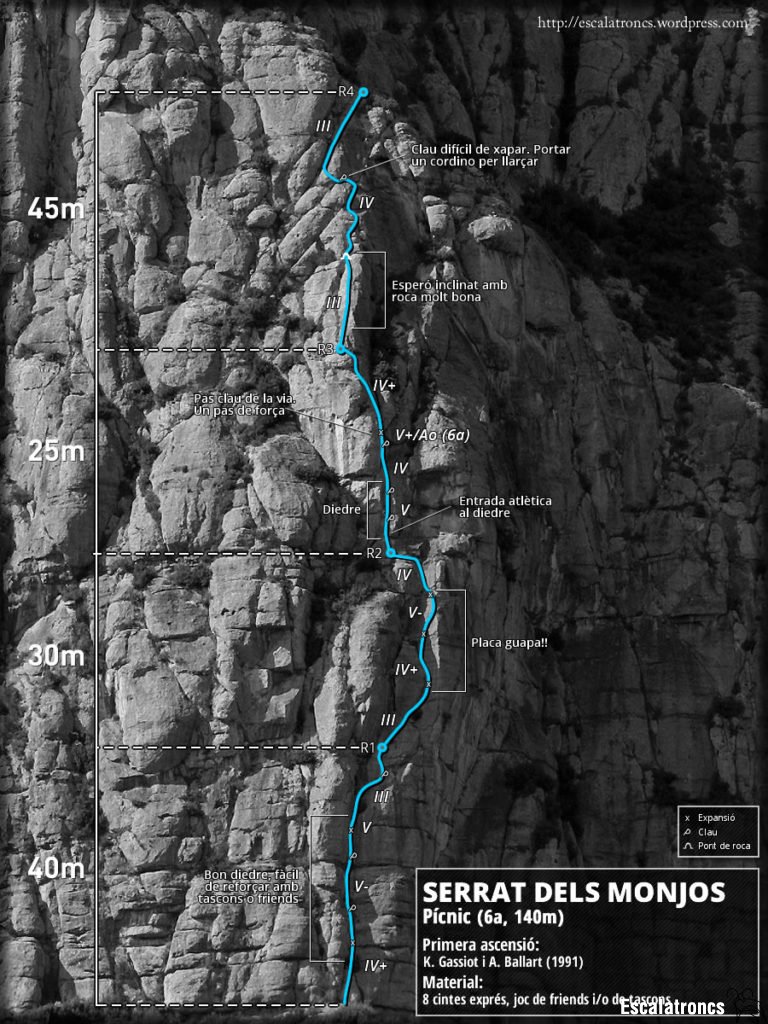 http://escalatroncs.wordpress.com
R4
III
Clau difícil de xapar. Portar
un cordino per llarçar
IV
45m
Esperó inclinat amb
roca molt bona
III
R3
IV+
Pas clau de la via.
Un pas de força
V+/Ao (6a)
25m
IV
Entrada atlètica
al diedre
Diedre
V
R2
IV
V-
Placa guapa!!
30m
IV+
III
R1
III
x Expansió
Clau
Pont de roca
V
40m
Bon diedre, fàcil
de reforçar amb
tascons o friends
V-
IV+
SERRAT DELS MONJOS
Pícnic (6a, 140m)
Primera ascensió:
K. Gassiot i A. Ballart (1991)
Material:
8 cintes exprés, joc de friends i/o de tascons
Escalatroncs